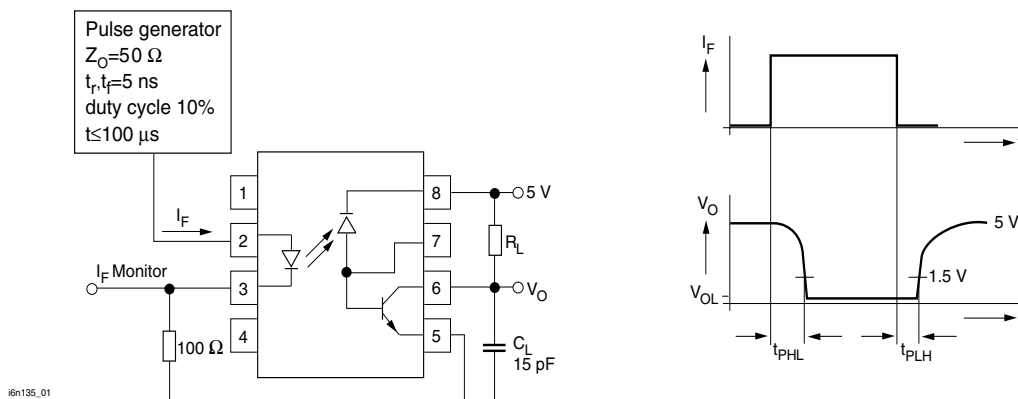 Pulse generator
Z_O=50 Ω
t_r,t_f=5 ns
duty cycle 10%
t≤100 μs
I_F
1
2
3
4
8
7
6
5
I_F Monitor
100 Ω
5 V
R_L
V_O
C_L
15 pF
i6n135_01
I_F
V_O
5 V
1.5 V
V_OL
t_PHL
t_PLH